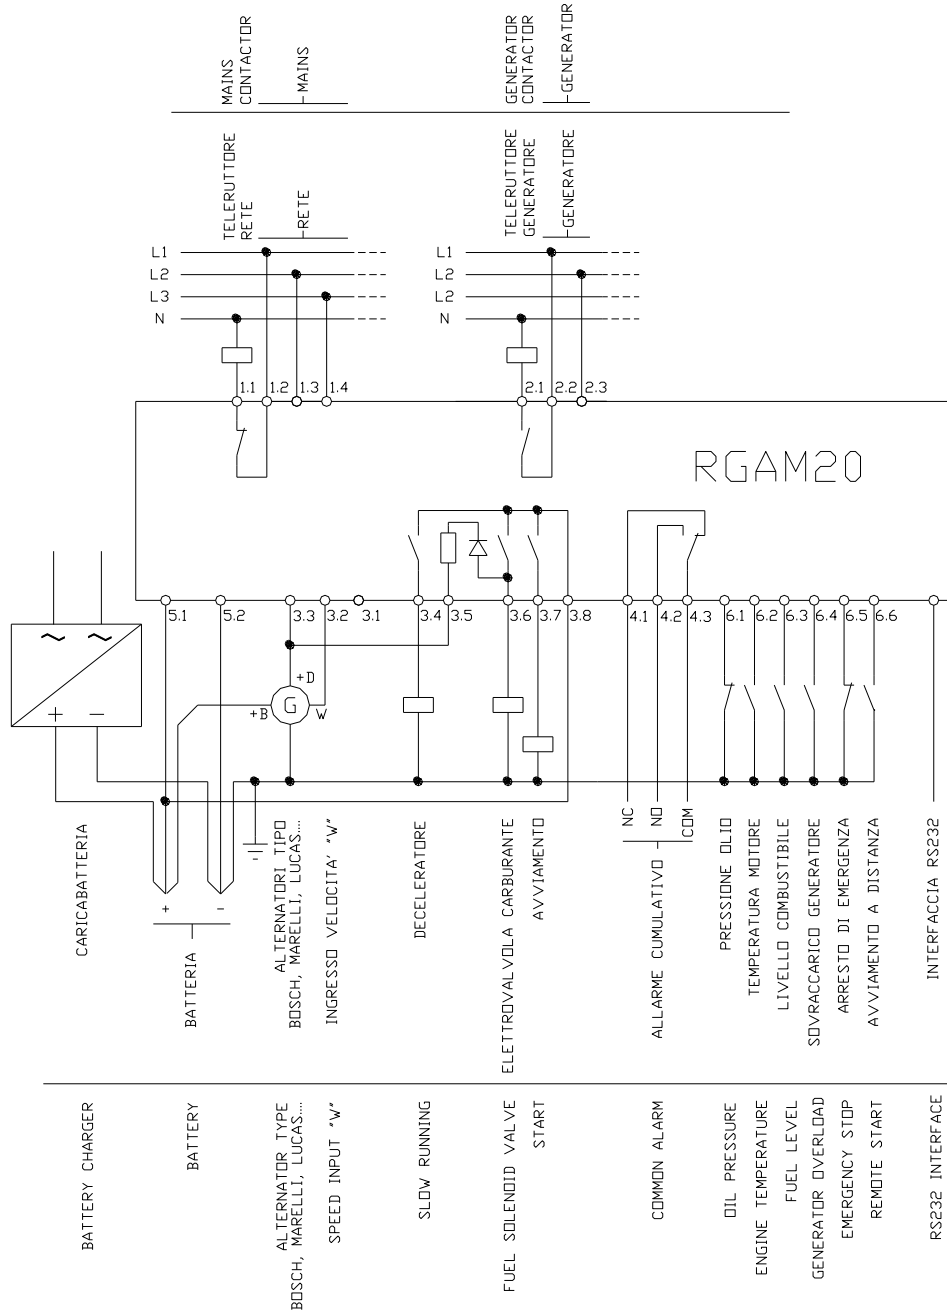 MAINS
CONTACTOR
MAINS
GENERATOR
CONTACTOR
GENERATOR
TELERUTTORE
RETE
RETE
TELERUTTORE
GENERATORE
GENERATORE
L1
L2
L3
N
L1
L2
L2
N
1.1
1.2
1.3
1.4
2.1
2.2
2.3
RGAM20
5.1
5.2
3.3
3.2
3.1
3.4
3.5
3.6
3.7
3.8
4.1
4.2
4.3
6.1
6.2
6.3
6.4
6.5
6.6
+D
+B
G
W
+
-
NC
NO
COM
+
-
CARICABATTERIA
BATTERIA
ALTERNATORI TIPO
BOSCH, MARELLI, LUCAS....
INGRESSO VELOCITA' "W"
DECELERATORE
ELETTROVALVOLA CARBURANTE
AVVIAMENTO
ALLARME CUMULATIVO
PRESSIONE OLIO
TEMPERATURA MOTORE
LIVELLO COMBUSTIBILE
SOVRACCARICO GENERATORE
ARRESTO DI EMERGENZA
AVVIAMENTO A DISTANZA
INTERFACCIA RS232
BATTERY CHARGER
BATTERY
ALTERNATOR TYPE
BOSCH, MARELLI, LUCAS....
SPEED INPUT "W"
SLOW RUNNING
FUEL SOLENOID VALVE
START
COMMON ALARM
OIL PRESSURE
ENGINE TEMPERATURE
FUEL LEVEL
GENERATOR OVERLOAD
EMERGENCY STOP
REMOTE START
RS232 INTERFACE